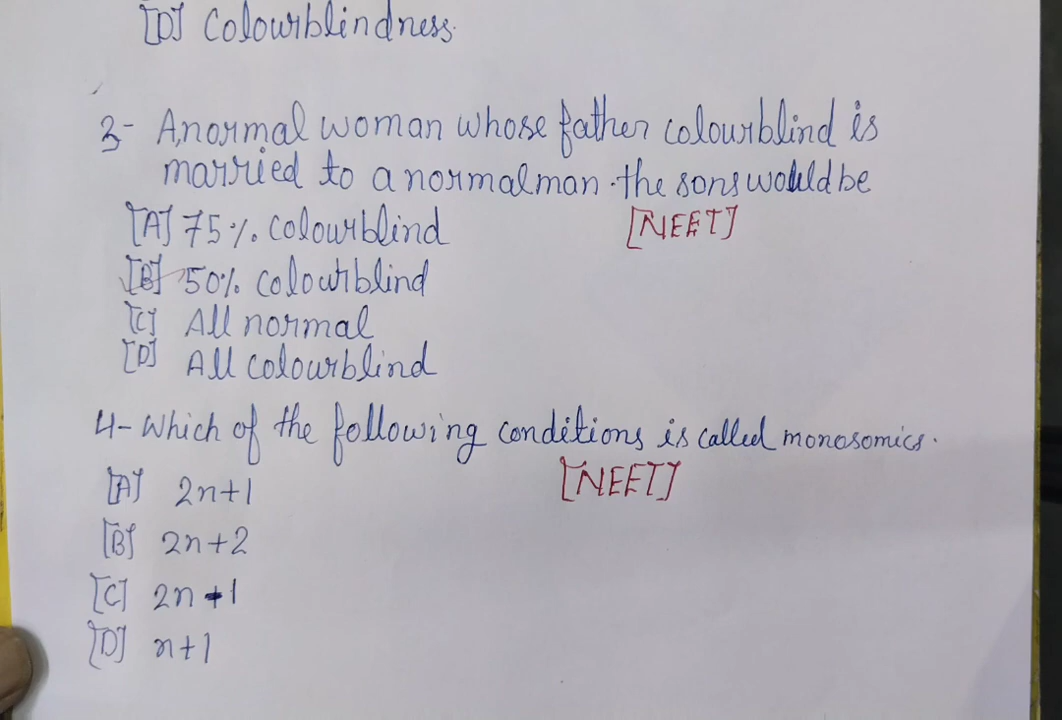 [D] Colourblindness.
3- A normal woman whose father colourblind is
married to a normal man. the sons would be
[A] 75% colourblind [NEET]
[B] 50% colourblind
[C] All normal
[D] All colourblind
4- Which of the following conditions is called monosomics.
[A] 2n+1 [NEET]
[B] 2n+2
[C] 2n-1
[D] n+1